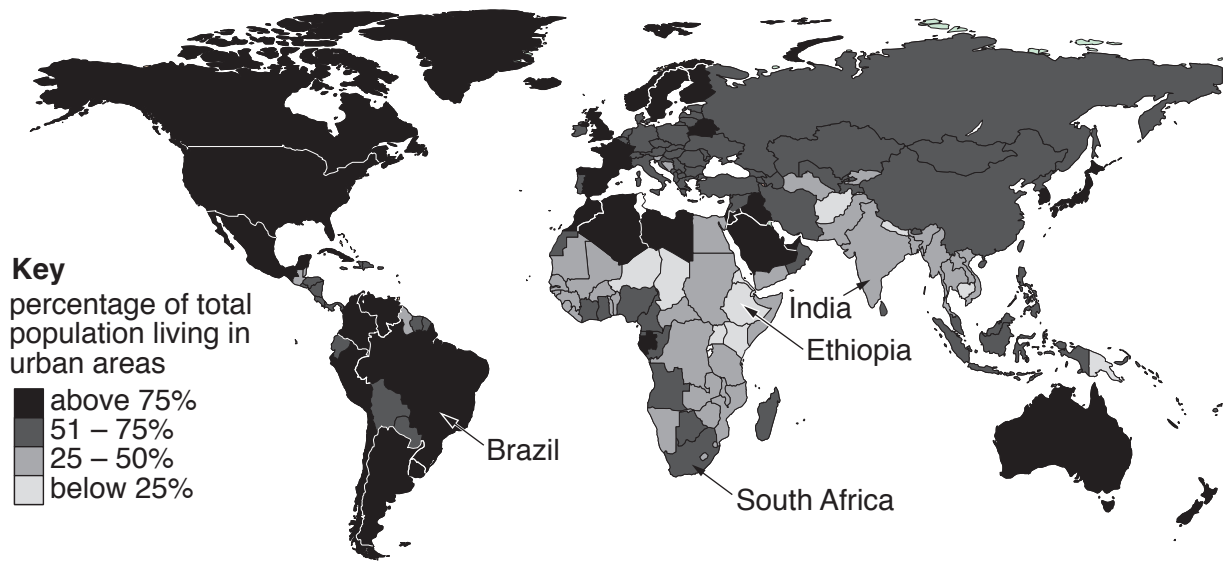 Key
percentage of total
population living in
urban areas
above 75%
51 – 75%
25 – 50%
below 25%
India
Ethiopia
Brazil
South Africa